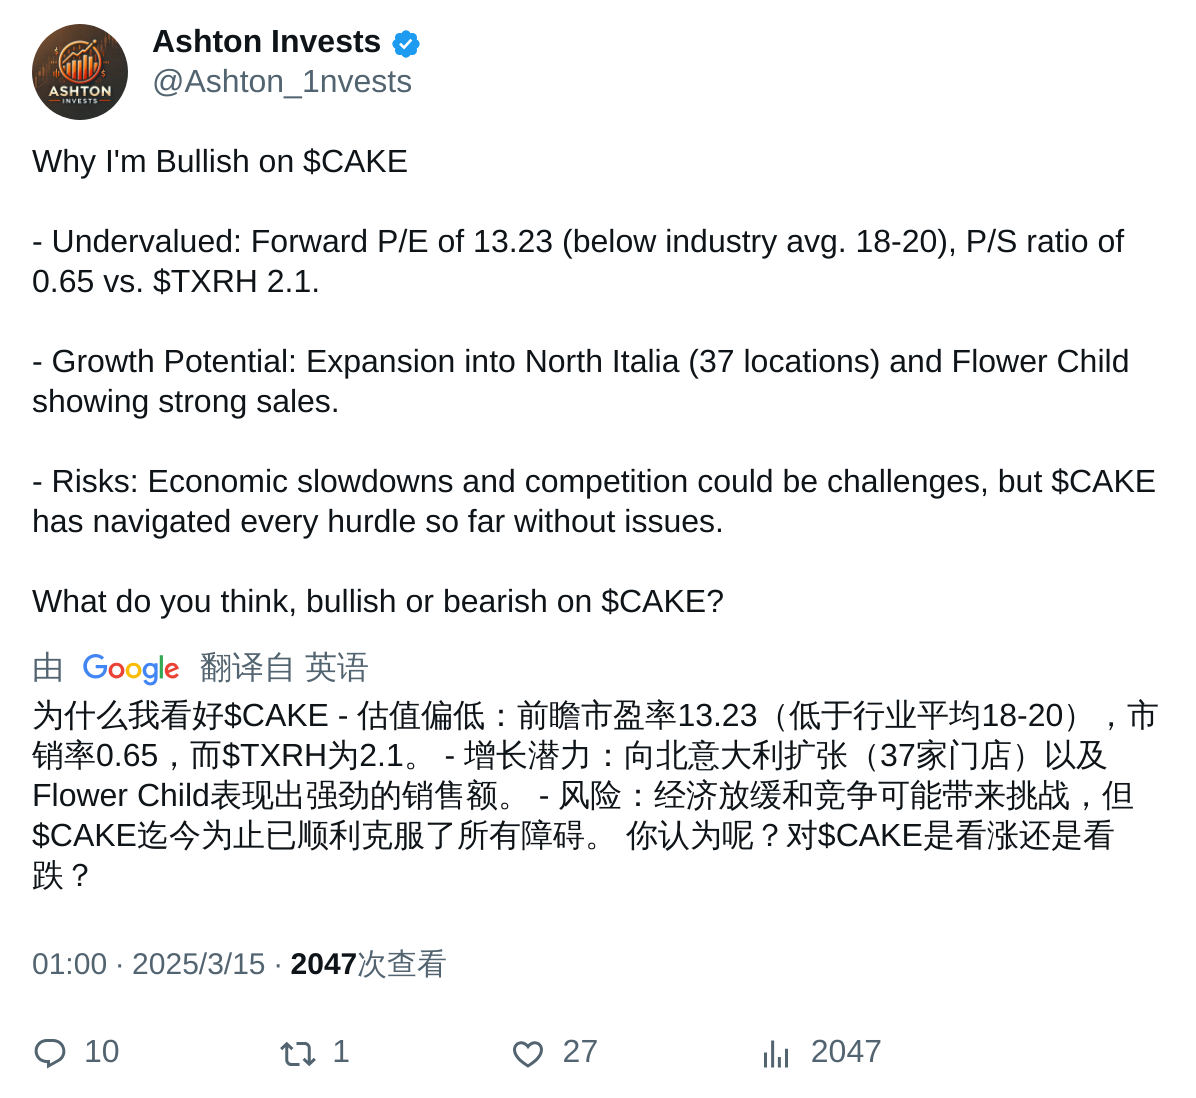 ASHTON
INVESTS
Ashton Invests
@Ashton_1nvests
Why I'm Bullish on $CAKE
- Undervalued: Forward P/E of 13.23 (below industry avg. 18-20), P/S ratio of
0.65 vs. $TXRH 2.1.
- Growth Potential: Expansion into North Italia (37 locations) and Flower Child
showing strong sales.
- Risks: Economic slowdowns and competition could be challenges, but $CAKE
has navigated every hurdle so far without issues.
What do you think, bullish or bearish on $CAKE?
由 Google 翻译自 英语
为什么我看好$CAKE - 估值偏低：前瞻市盈率13.23（低于行业平均18-20），市
销率0.65，而$TXRH为2.1。 - 增长潜力：向北意大利扩张（37家门店）以及
Flower Child表现出强劲的销售额。 - 风险：经济放缓和竞争可能带来挑战，但
$CAKE迄今为止已顺利克服了所有障碍。 你认为呢？对$CAKE是看涨还是看
跌？
01:00 · 2025/3/15 · 2047次查看
10 1 27 2047